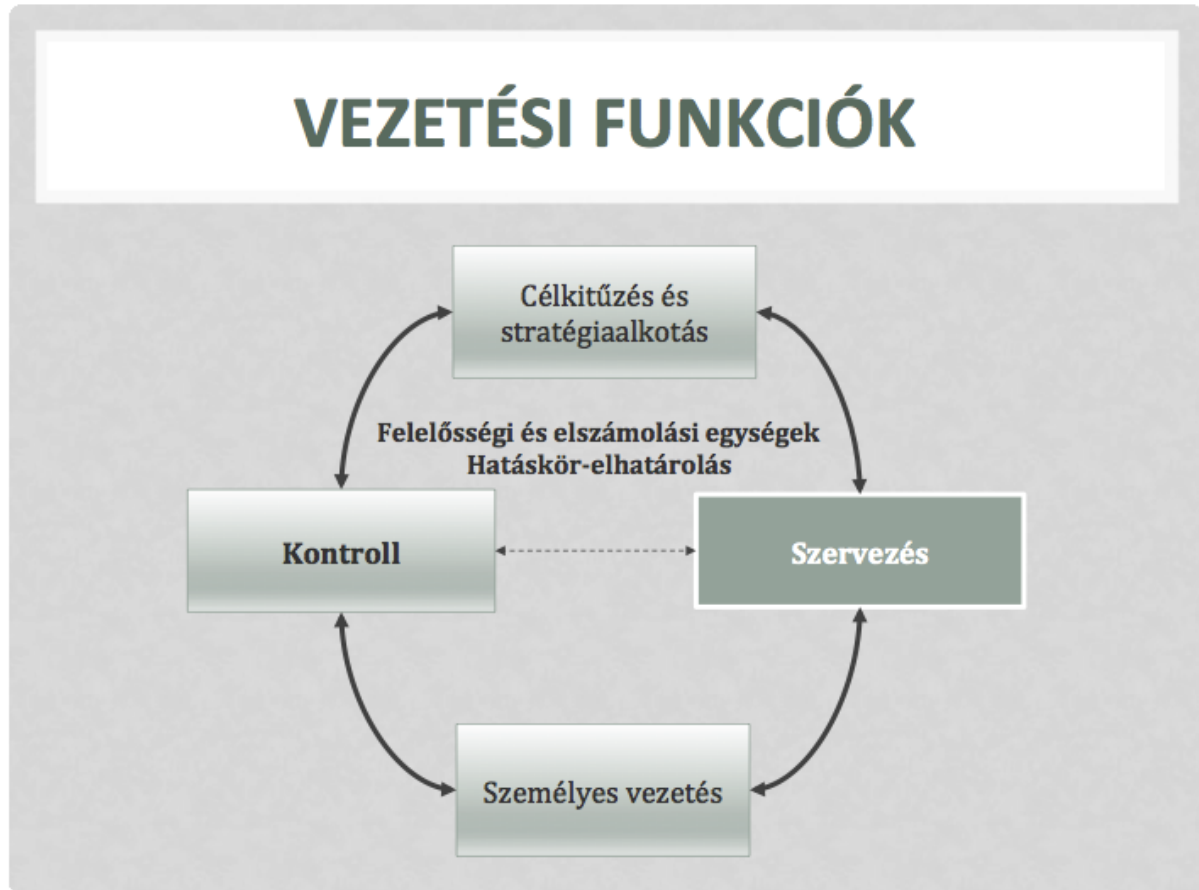 VEZETÉSI FUNKCIÓK
Célkitűzés és
stratégiaalkotás
Felelősségi és elszámolási egységek
Hatáskör-elhatárolás
Kontroll
Szervezés
Személyes vezetés